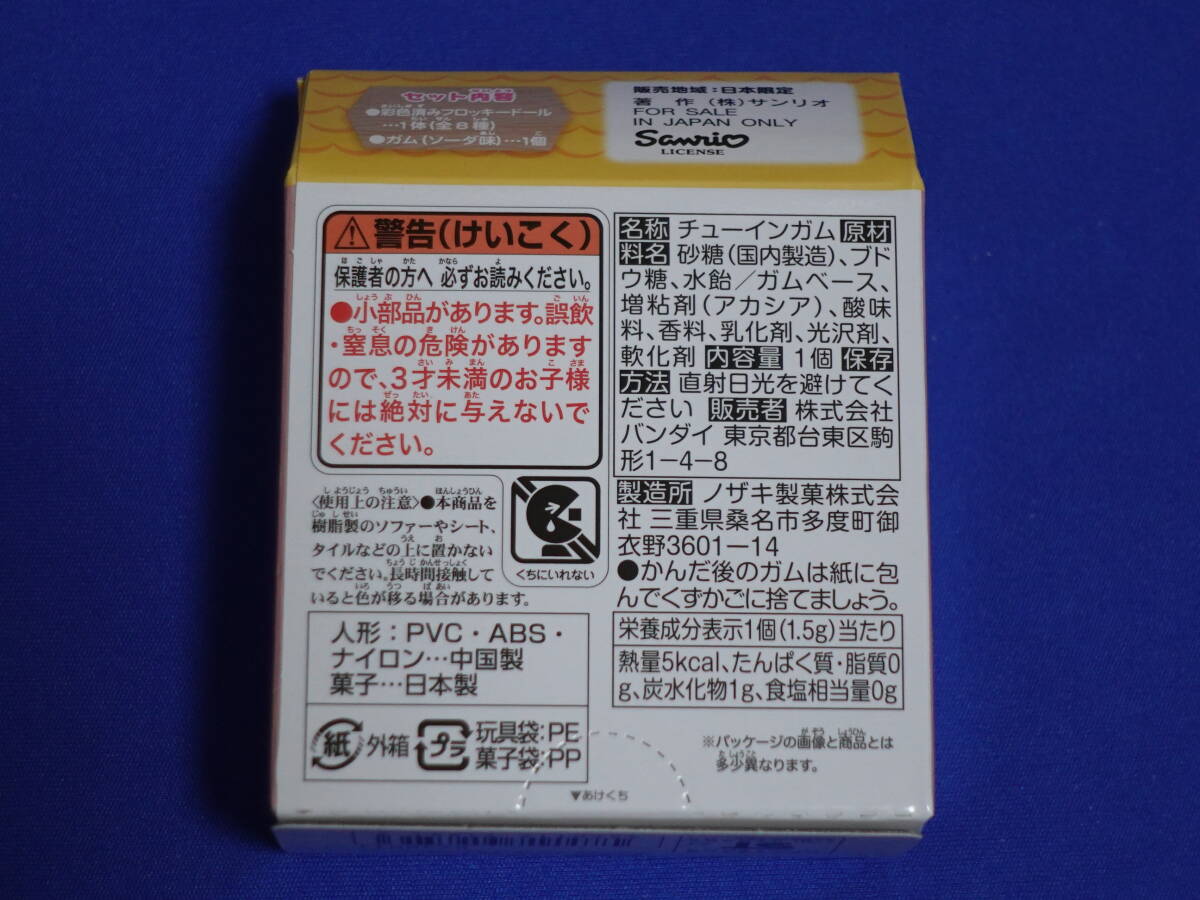 セット内容
●彩色済みフロッキードール
…1体(全8種)
●ガム(ソーダ味)…1個
販売地域：日本限定
著 作 (株)サンリオ
FOR SALE
IN JAPAN ONLY
Sanrio
LICENSE
警告(けいこく)
保護者の方へ 必ずお読みください。
●小部品があります。誤飲
・窒息の危険があります
ので、3才未満のお子様
には絶対に与えないで
ください。
〈使用上の注意〉●本商品を
樹脂製のソファーやシート、
タイルなどの上に置かない
でください。長時間接触して
いると色が移る場合があります。
くちにいれない
人形：PVC・ABS・
ナイロン…中国製
菓子…日本製
紙 外箱 プラ 玩具袋：PE
菓子袋：PP
名称 チューインガム 原材
料名 砂糖(国内製造)、ブド
ウ糖、水飴／ガムベース、
増粘剤(アカシア)、酸味
料、香料、乳化剤、光沢剤、
軟化剤 内容量 1個 保存
方法 直射日光を避けてく
ださい 販売者 株式会社
バンダイ 東京都台東区駒
形1-4-8
製造所 ノザキ製菓株式会
社 三重県桑名市多度町御
衣野3601-14
●かんだ後のガムは紙に包
んでくずかごに捨てましょう。
栄養成分表示1個(1.5g)当たり
熱量5kcal、たんぱく質・脂質0
g、炭水化物1g、食塩相当量0g
※パッケージの画像と商品とは
多少異なります。
▼あけくち